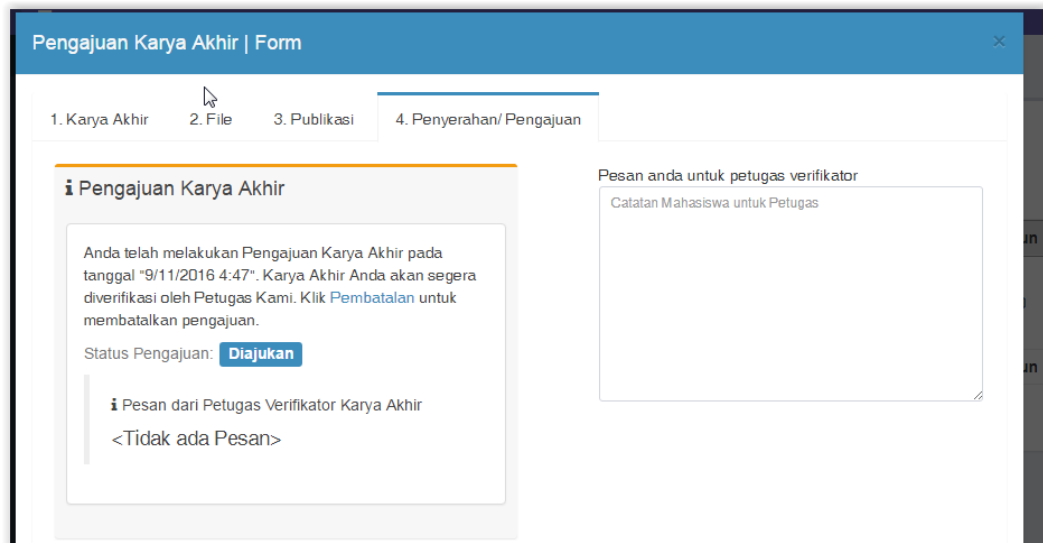 Pengajuan Karya Akhir | Form
×
1. Karya Akhir 2. File 3. Publikasi 4. Penyerahan/ Pengajuan
i Pengajuan Karya Akhir
Anda telah melakukan Pengajuan Karya Akhir pada
tanggal "9/11/2016 4:47". Karya Akhir Anda akan segera
diverifikasi oleh Petugas Kami. Klik Pembatalan untuk
membatalkan pengajuan.
Status Pengajuan: Diajukan
i Pesan dari Petugas Verifikator Karya Akhir
<Tidak ada Pesan>
Pesan anda untuk petugas verifikator
Catatan Mahasiswa untuk Petugas